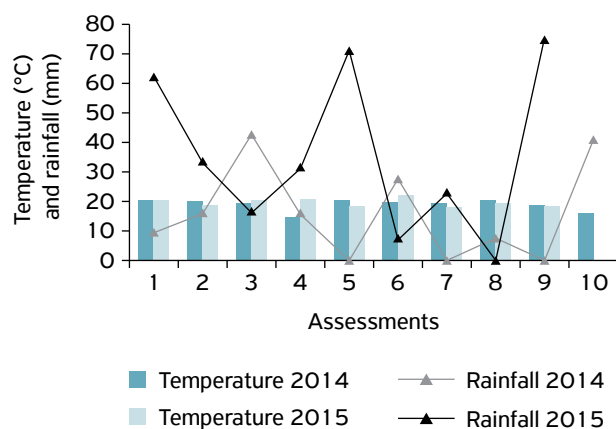 Temperature (°C)
and rainfall (mm)
80
70
60
50
40
30
20
10
0
1 2 3 4 5 6 7 8 9 10
Assessments
Temperature 2014
Rainfall 2014
Temperature 2015
Rainfall 2015